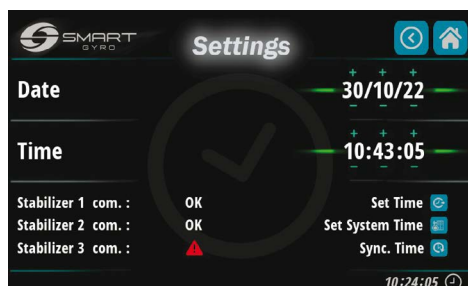 SMART
GYRO
Settings
Date
30/10/22
Time
10:43:05
Stabilizer 1 com. : OK
Set Time
Stabilizer 2 com. : OK
Set System Time
Stabilizer 3 com. :
Sync. Time
10:24:05